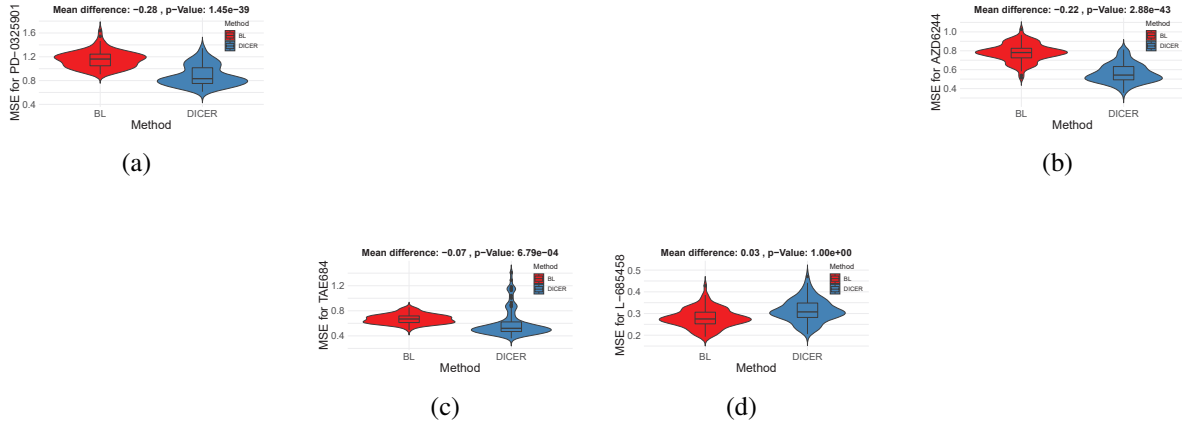 Mean difference: −0.28 , p−Value: 1.45e−39
MSE for PD−0325901
1.6
1.2
0.8
0.4
Method
BL
DICER
BL
DICER
Method
(a)
Mean difference: −0.22 , p−Value: 2.88e−43
MSE for AZD6244
1.0
0.8
0.6
0.4
Method
BL
DICER
BL
DICER
Method
(b)
Mean difference: −0.07 , p−Value: 6.79e−04
MSE for TAE684
1.2
0.8
0.4
Method
BL
DICER
BL
DICER
Method
(c)
Mean difference: 0.03 , p−Value: 1.00e+00
MSE for L−685458
0.5
0.4
0.3
0.2
Method
BL
DICER
BL
DICER
Method
(d)